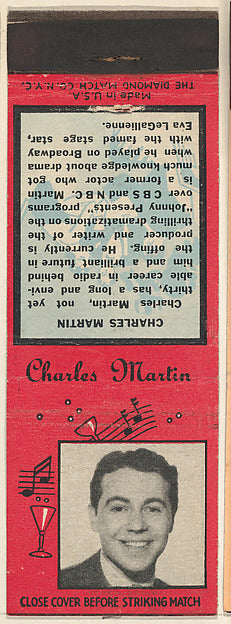 Made in U.S.A.
THE DIAMOND MATCH CO. N.Y.C.
CHARLES MARTIN
Charles Martin, not yet
thirty, has a long and envi-
able career in radio behind
him and a brilliant future in
the offing. He currently is
producer and writer of the
thrilling dramatizations on the
"Johnny Presents", programs
over CBS and NBC. Martin
is a former actor who got
much knowledge about drama
when he played on Broadway
with the famed stage star,
Eva LeGallienne.
Charles Martin
CLOSE COVER BEFORE STRIKING MATCH